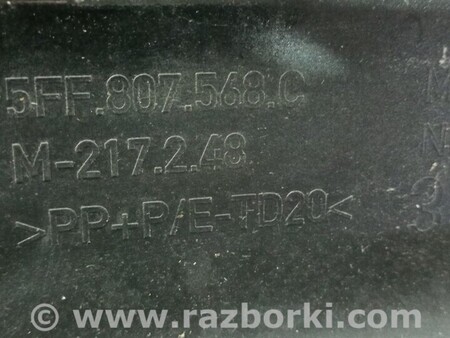 5FF.807.568.C
M-217.2.48
>PP+P/E-TD20<
© www.razborki.com